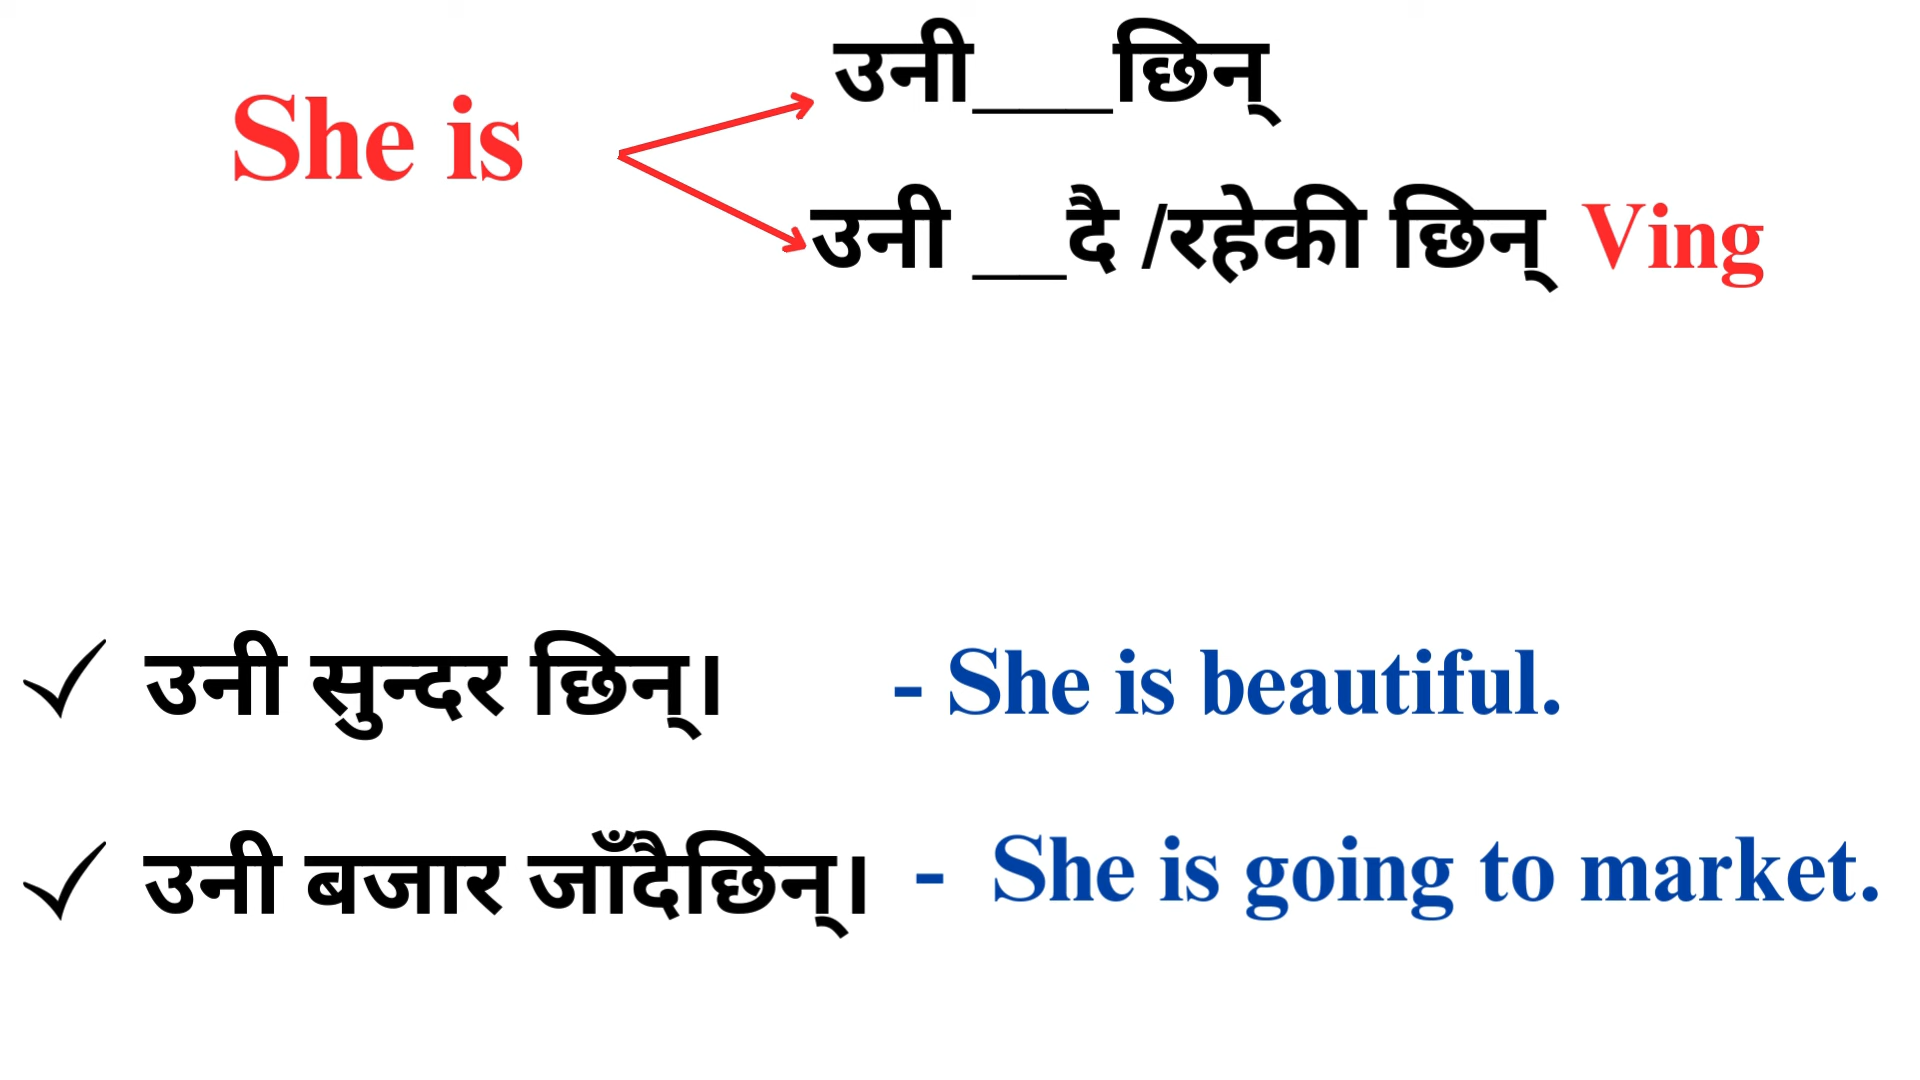 She is
उनी___छिन्
उनी __दै /रहेकी छिन् Ving
उनी सुन्दर छिन्। - She is beautiful.
उनी बजार जाँदैछिन्। - She is going to market.